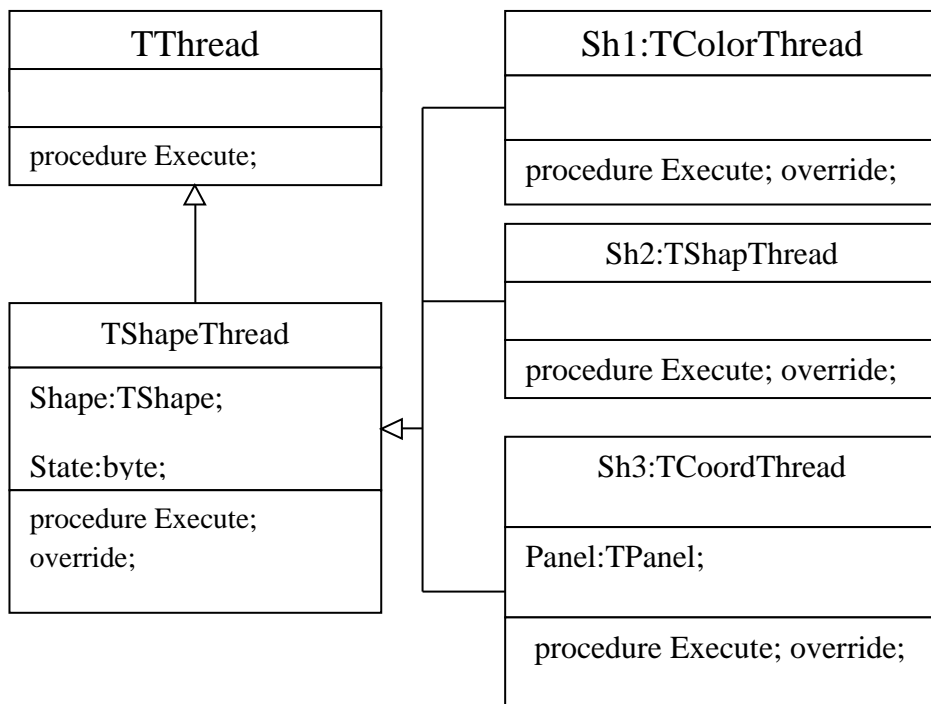 TThread
procedure Execute;
TShapeThread
Shape:TShape;
State:byte;
procedure Execute;
override;
Sh1:TColorThread
procedure Execute; override;
Sh2:TShapThread
procedure Execute; override;
Sh3:TCoordThread
Panel:TPanel;
procedure Execute; override;